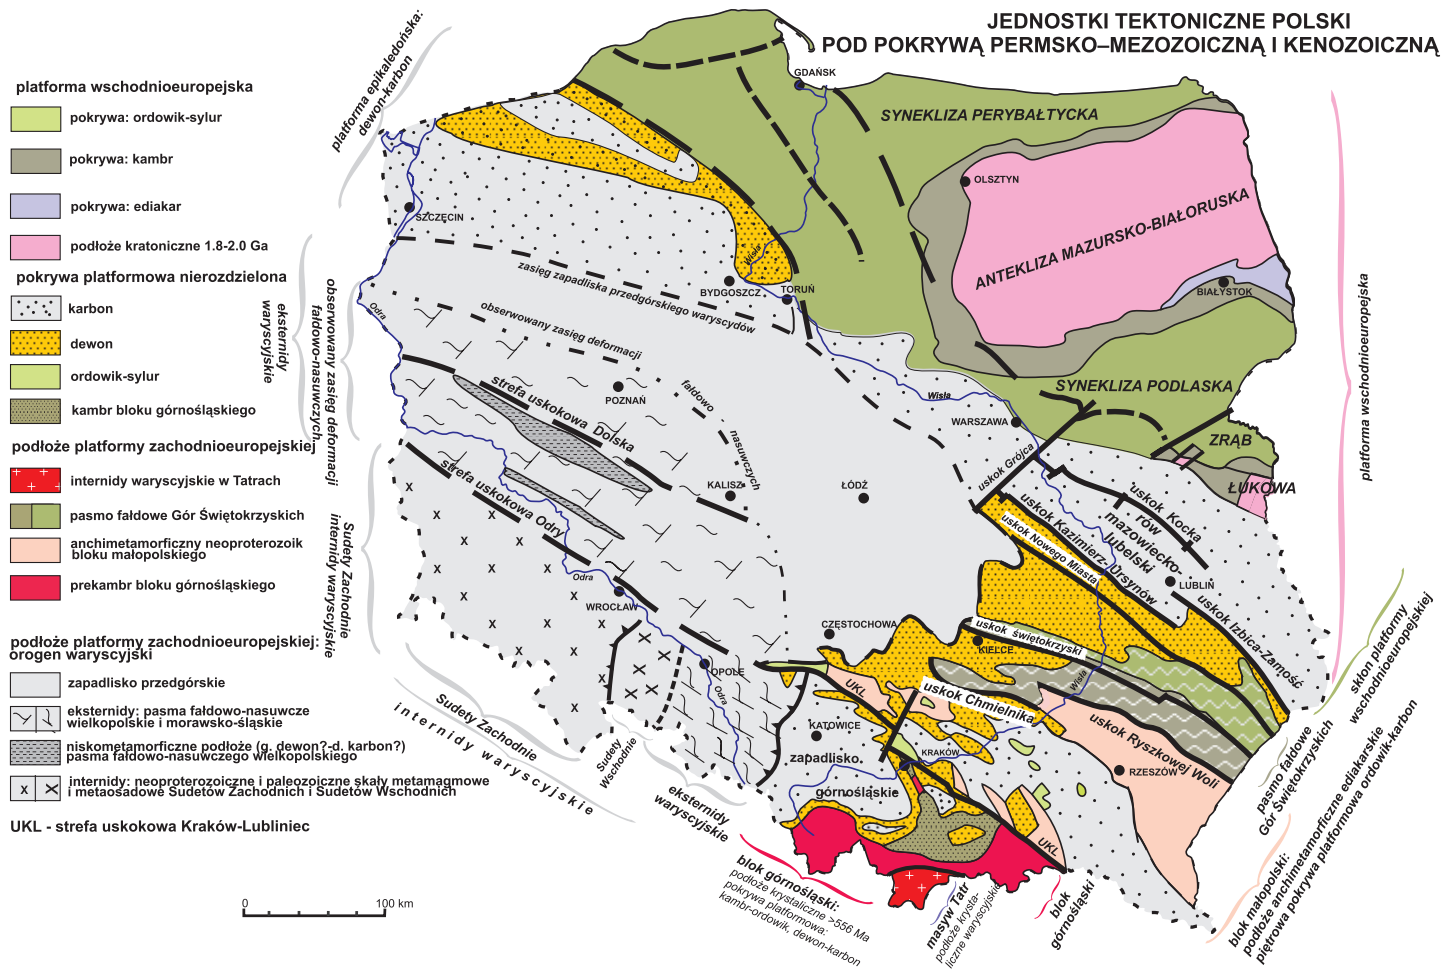 JEDNOSTKI TEKTONICZNE POLSKI
POD POKRYWĄ PERMSKO–MEZOZOICZNĄ I KENOZOICZNĄ
platforma wschodnioeuropejska
pokrywa: ordowik-sylur
pokrywa: kambr
pokrywa: ediakar
podłoże kratoniczne 1.8-2.0 Ga
pokrywa platformowa nierozdzielona
karbon
dewon
ordowik-sylur
kambr bloku górnośląskiego
podłoże platformy zachodnioeuropejskiej
internidy waryscyjskie w Tatrach
pasmo fałdowe Gór Świętokrzyskich
anchimetamorficzny neoproterozoik
bloku małopolskiego
prekambr bloku górnośląskiego
podłoże platformy zachodnioeuropejskiej:
orogen waryscyjski
zapadlisko przedgórskie
eksternidy: pasma fałdowo-nasuwcze
wielkopolskie i morawsko-śląskie
niskometamorficzne podłoże (g. dewon?-d. karbon?)
pasma fałdowo-nasuwczego wielkopolskiego
internidy: neoproterozoiczne i paleozoiczne skały metamagmowe
i metaosadowe Sudetów Zachodnich i Sudetów Wschodnich
UKL - strefa uskokowa Kraków-Lubliniec
0
100 km
platforma epikaledońska:
dewon-karbon
eksternidy
waryscyjskie
obserwowany zasięg deformacji
fałdowo-nasuwczych
Sudety Zachodnie
internidy waryscyjskie
Sudety Zachodnie
internidy waryscyjskie
Sudety
Wschodnie
eksternidy
waryscyjskie
blok górnośląski:
podłoże krystaliczne >556 Ma
pokrywa platformowa:
kambr-ordowik, dewon-karbon
masyw Tatr
podłoże krysta-
liczne waryscyjskie
blok
górnośląski
blok małopolski:
podłoże anchimetamorficzne ediakarskie
piętrowa pokrywa platformowa ordowik-karbon
pasmo fałdowe
Gór Świętokrzyskich
skłon platformy
wschodnioeuropejskiej
platforma wschodnioeuropejska
GDAŃSK
SYNEKLIZA PERYBAŁTYCKA
OLSZTYN
ANTEKLIZA MAZURSKO-BIAŁORUSKA
BIAŁYSTOK
SZCZĘCIN
Wisła
BYDGOSZCZ
TORUŃ
zasięg zapadliska przedgórskiego waryscydów
Odra
obserwowany zasięg deformacji
fałdowo
nasuwczych
SYNEKLIZA PODLASKA
Wisła
WARSZAWA
ZRĄB
ŁUKOWA
POZNAŃ
strefa uskokowa Dolska
strefa uskokowa Odry
KALISZ
ŁÓDŹ
uskok Grójca
uskok Kocka
rów
mazowiecko-
lubelski
uskok Kazimierz-Ursynów
uskok Nowego Miasta
LUBLIN
uskok Izbica-Zamość
Odra
WROCŁAW
CZĘSTOCHOWA
OPOLE
Odra
uskok świętokrzyski
KIELCE
Wisła
UKL
uskok Chmielnika
uskok Ryszkowej Woli
KATOWICE
zapadlisko
górnośląskie
KRAKÓW
RZESZÓW
UKL